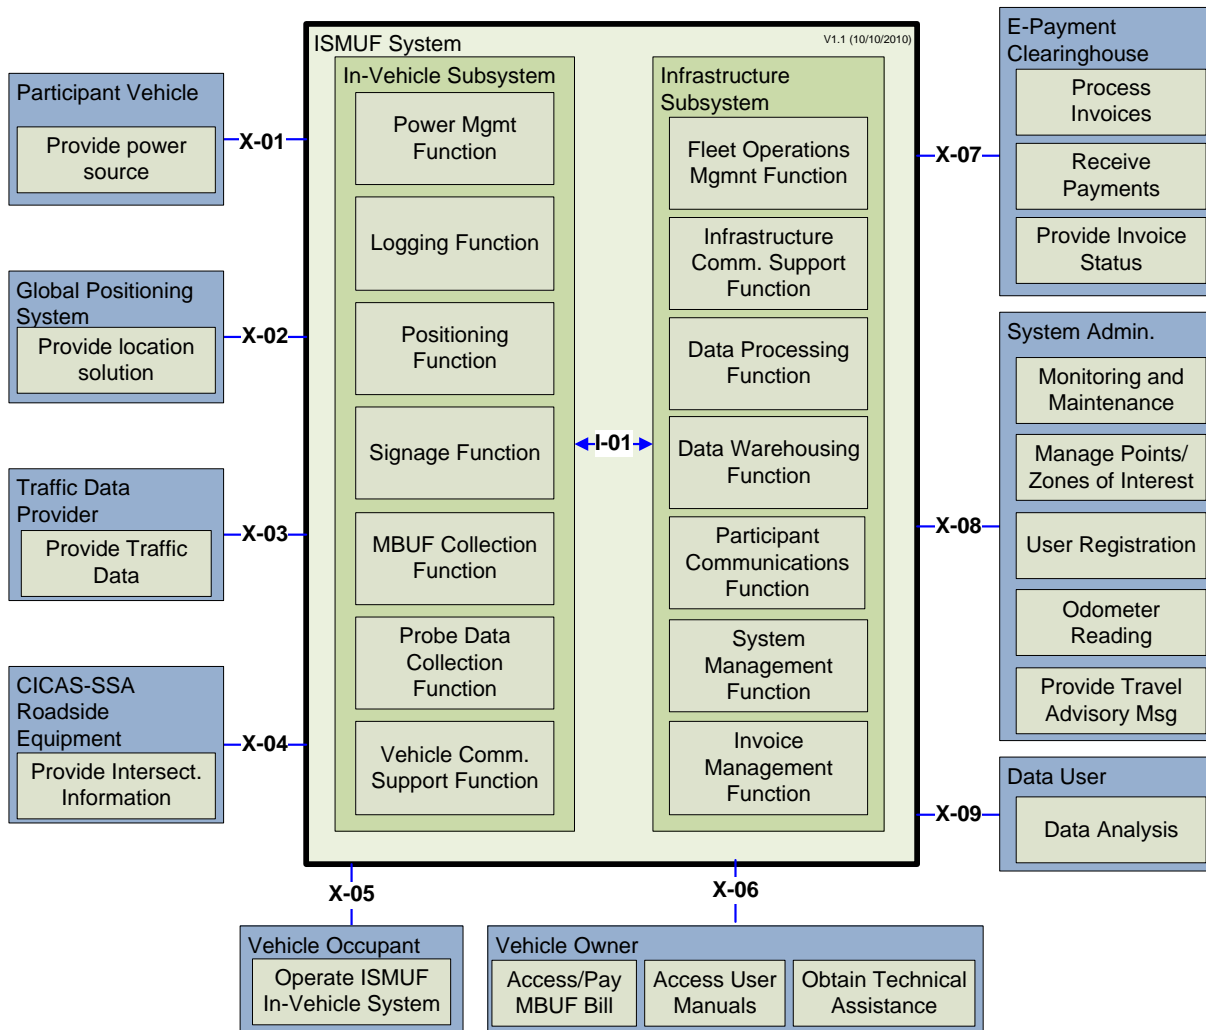 ISMUF System
V1.1 (10/10/2010)
Participant Vehicle
Provide power
source
X-01
Global Positioning
System
Provide location
solution
X-02
Traffic Data
Provider
Provide Traffic
Data
X-03
CICAS-SSA
Roadside
Equipment
Provide Intersect.
Information
X-04
In-Vehicle Subsystem
Power Mgmt
Function
Logging Function
Positioning
Function
Signage Function
MBUF Collection
Function
Probe Data
Collection
Function
Vehicle Comm.
Support Function
I-01
Infrastructure
Subsystem
Fleet Operations
Mgmnt Function
Infrastructure
Comm. Support
Function
Data Processing
Function
Data Warehousing
Function
Participant
Communications
Function
System
Management
Function
Invoice
Management
Function
X-07
E-Payment
Clearinghouse
Process
Invoices
Receive
Payments
Provide Invoice
Status
X-08
System Admin.
Monitoring and
Maintenance
Manage Points/
Zones of Interest
User Registration
Odometer
Reading
Provide Travel
Advisory Msg
X-09
Data User
Data Analysis
X-05
Vehicle Occupant
Operate ISMUF
In-Vehicle System
X-06
Vehicle Owner
Access/Pay
MBUF Bill
Access User
Manuals
Obtain Technical
Assistance